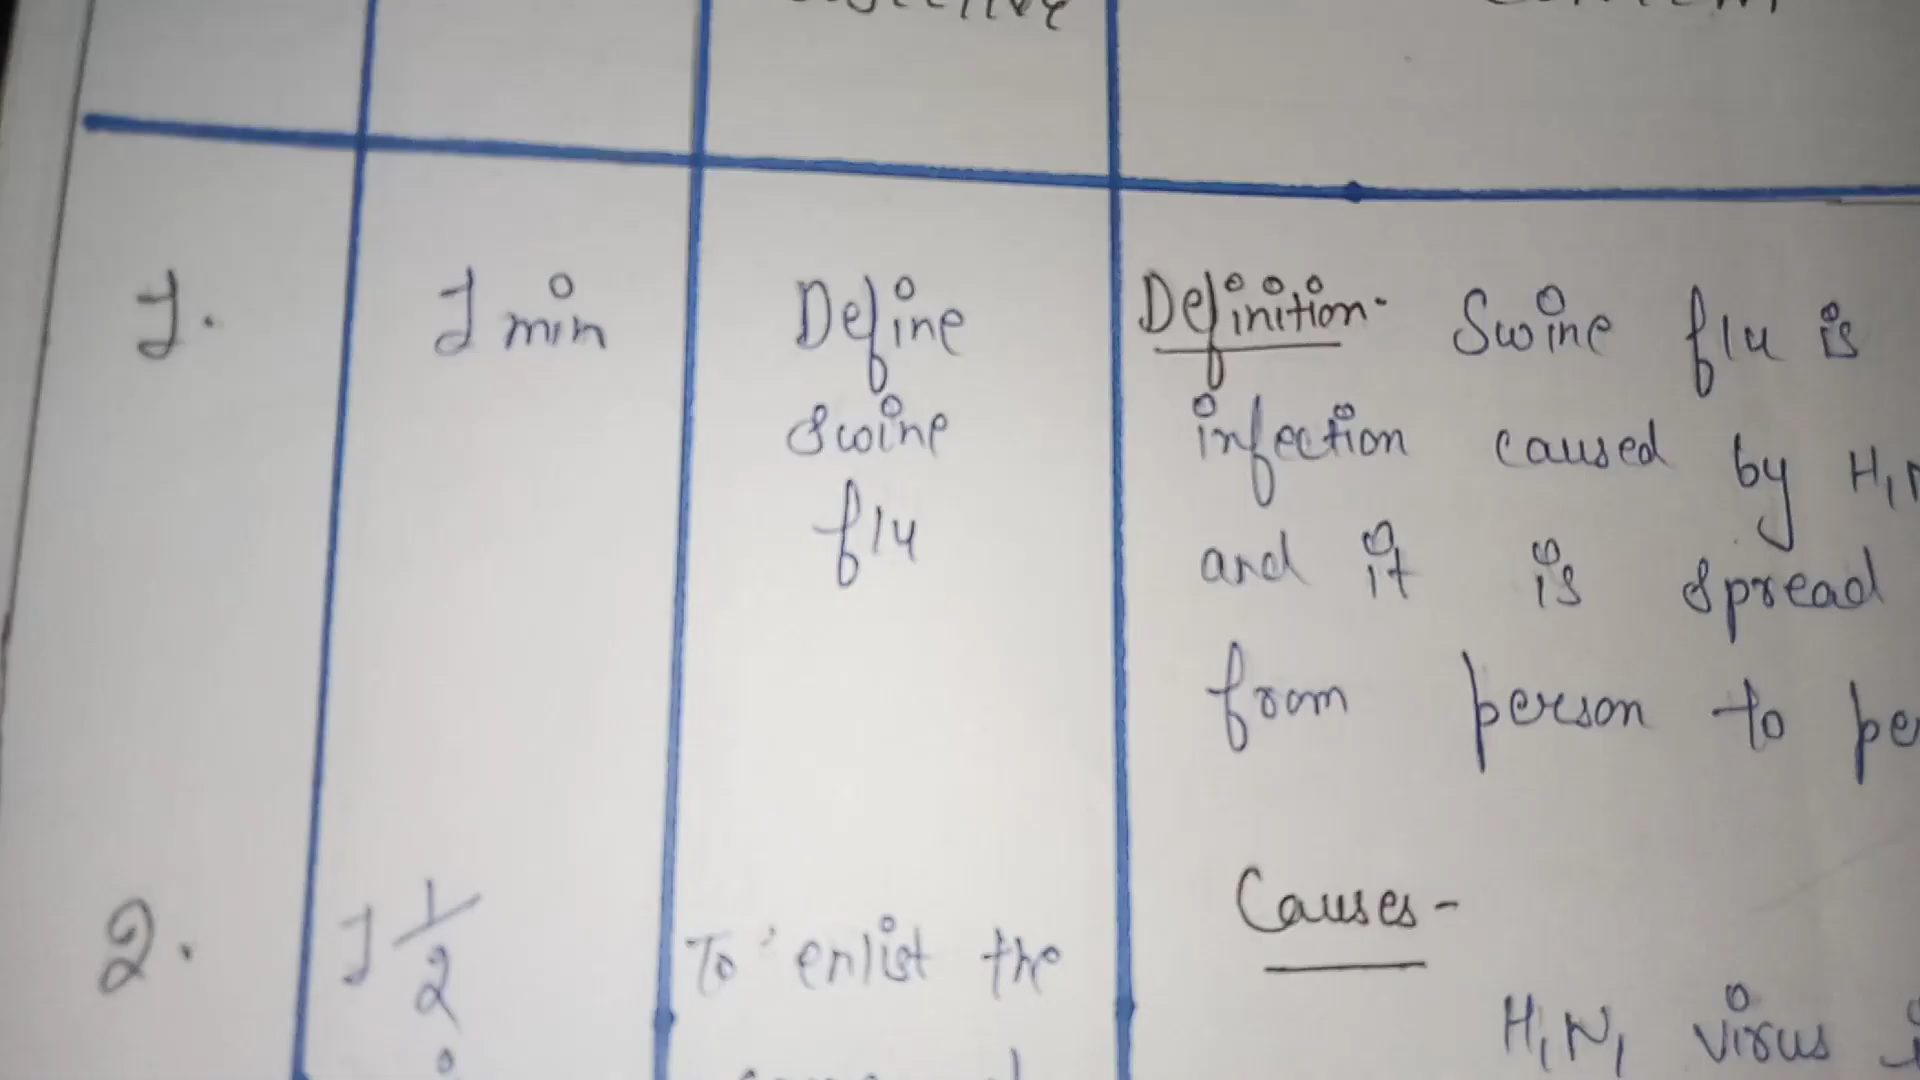 1. 1 min Define Definition- Swine flu is
swine infection caused by H1N
flu and it is spread
from person to pe
Causes-
2. 1 1/2 To enlist the
H1N1 virus